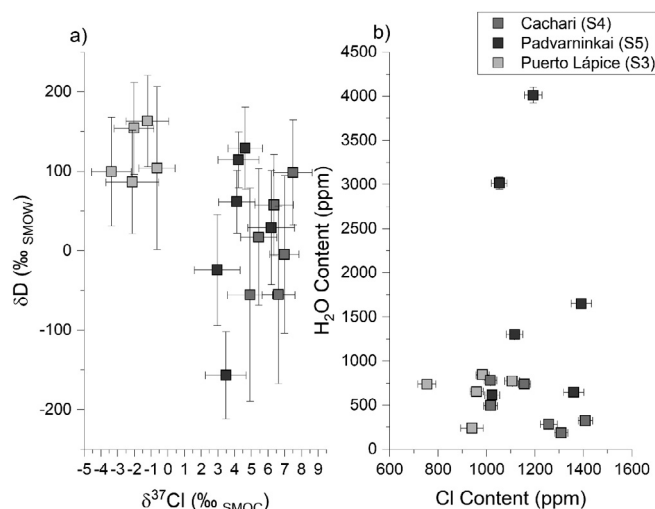 a)
b)
Cachari (S4)
Padvarninkai (S5)
Puerto Lápice (S3)
200
100
0
-100
-200
δD (‰ SMOW)
-5 -4 -3 -2 -1 0 1 2 3 4 5 6 7 8 9
δ³⁷Cl (‰ SMOC)
4500
4000
3500
3000
2500
2000
1500
1000
750
500
250
0
H₂O Content (ppm)
600 800 1000 1200 1400 1600
Cl Content (ppm)